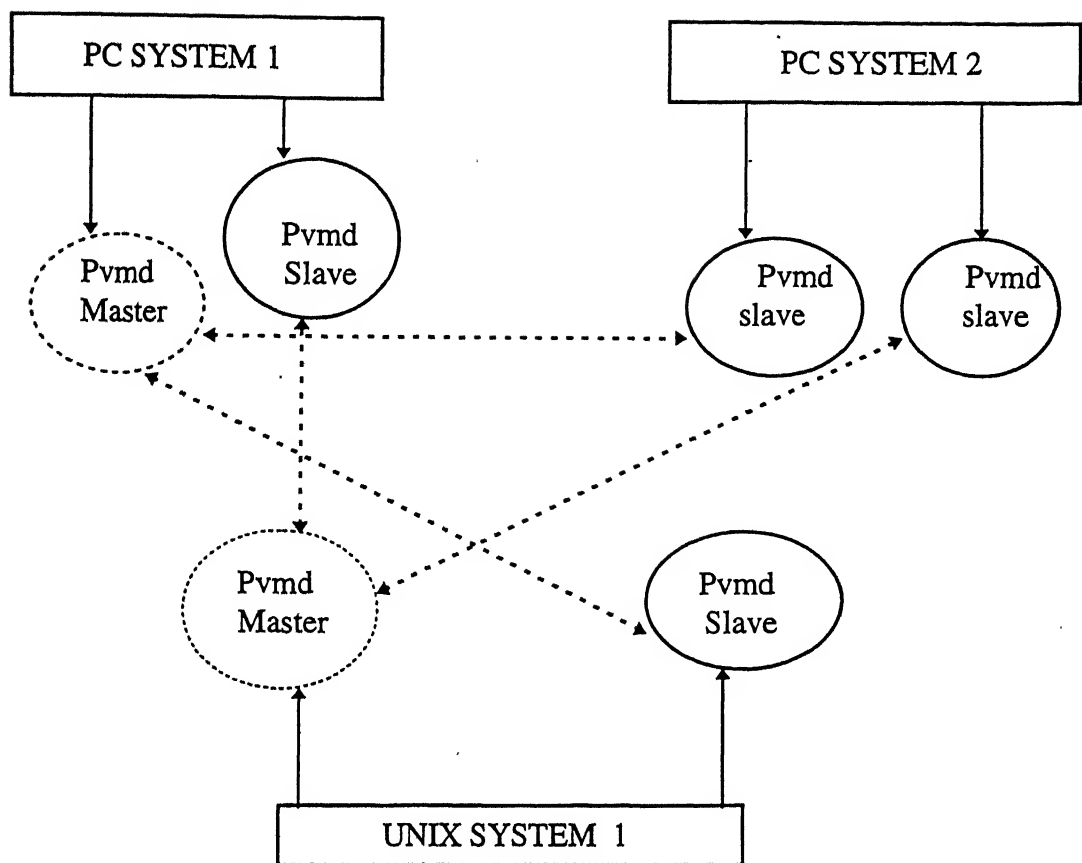 PC SYSTEM 1
PC SYSTEM 2
Pvmd
Master
Pvmd
Slave
Pvmd
slave
Pvmd
slave
Pvmd
Master
Pvmd
Slave
UNIX SYSTEM 1